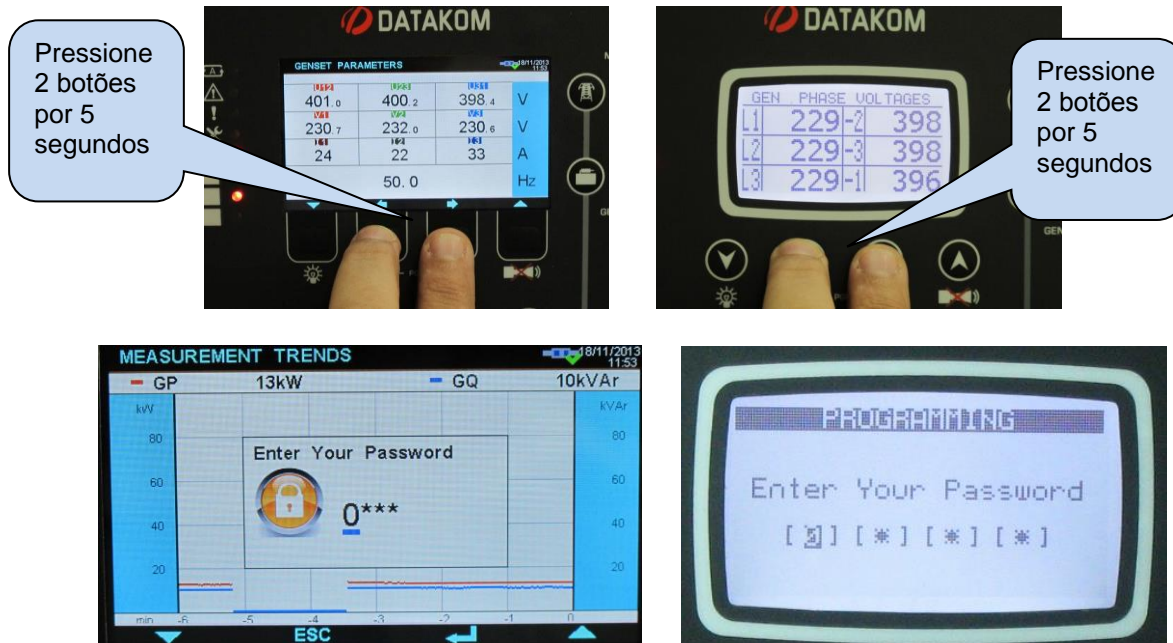 Pressione
2 botões
por 5
segundos
DATAKOM
GENSET PARAMETERS
18/11/2013
11:53
U12 U23 U31
401.0 400.2 398.4 V
V1 V2 V3
230.7 232.0 230.6 V
I1 I2 I3
24 22 33 A
50.0 Hz
DATAKOM
GEN PHASE VOLTAGES
L1 229 -2 398
L2 229 -3 398
L3 229 -1 396
GEN
Pressione
2 botões
por 5
segundos
MEASUREMENT TRENDS
18/11/2013
11:53
GP 13kW GQ 10kVAr
kW kVAr
80 80
Enter Your Password
60 60
0***
40 40
20 20
min -6 -5 -4 -3 -2 -1 0
ESC
PROGRAMMING
Enter Your Password
[*] [*] [*]